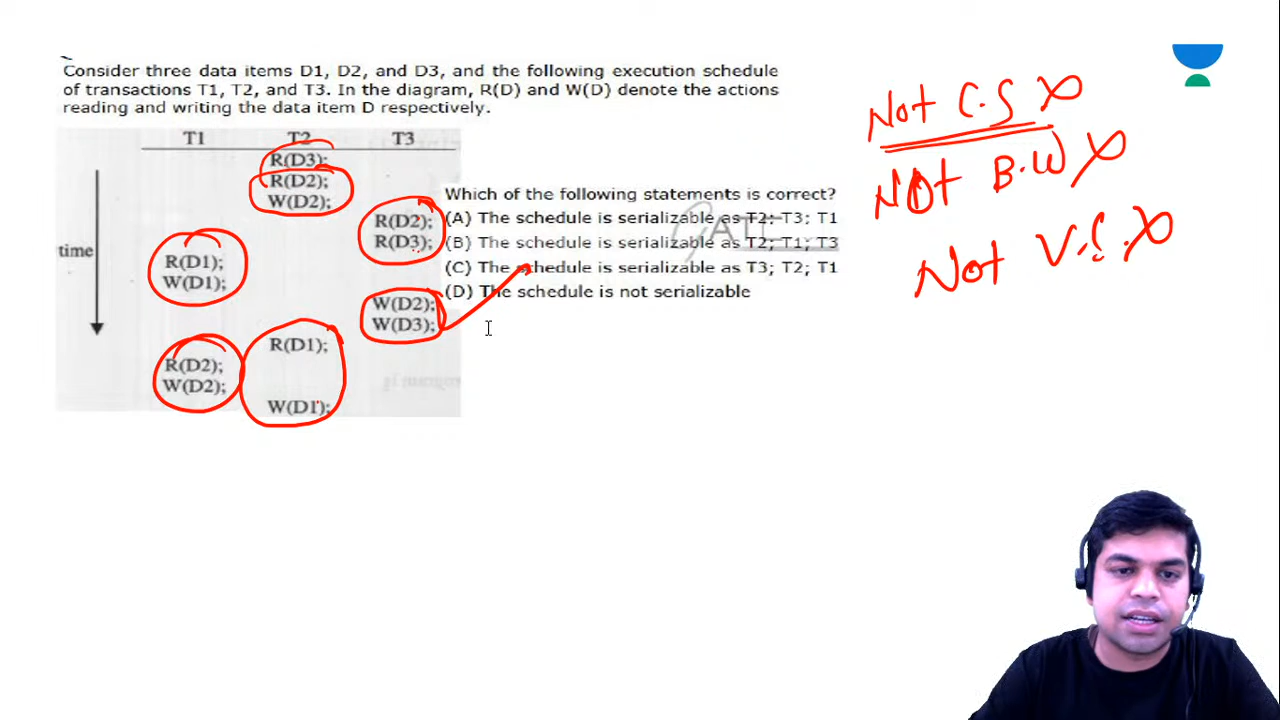 Consider three data items D1, D2, and D3, and the following execution schedule
of transactions T1, T2, and T3. In the diagram, R(D) and W(D) denote the actions
reading and writing the data item D respectively.
T1 T2 T3
R(D3);
R(D2);
W(D2);
R(D2);
R(D3);
time
R(D1);
W(D1);
W(D2);
W(D3);
R(D1);
R(D2);
W(D2);
W(D1);
Which of the following statements is correct?
(A) The schedule is serializable as T2; T3; T1
(B) The schedule is serializable as T2; T1; T3
(C) The schedule is serializable as T3; T2; T1
(D) The schedule is not serializable
Not C.S
Not B.W
Not V.S.